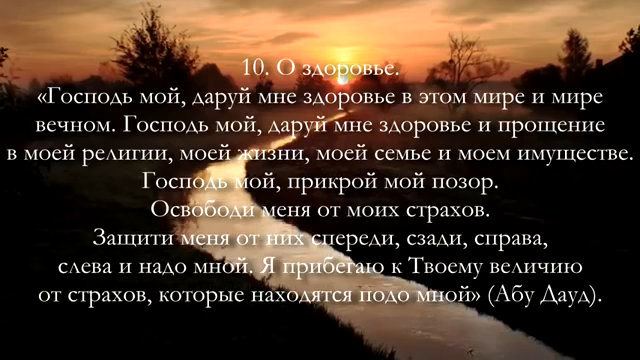 10. О здоровье.
«Господь мой, даруй мне здоровье в этом мире и мире
вечном. Господь мой, даруй мне здоровье и прощение
в моей религии, моей жизни, моей семье и моем имуществе.
Господь мой, прикрой мой позор.
Освободи меня от моих страхов.
Защити меня от них спереди, сзади, справа,
слева и надо мной. Я прибегаю к Твоему величию
от страхов, которые находятся подо мной» (Абу Дауд).